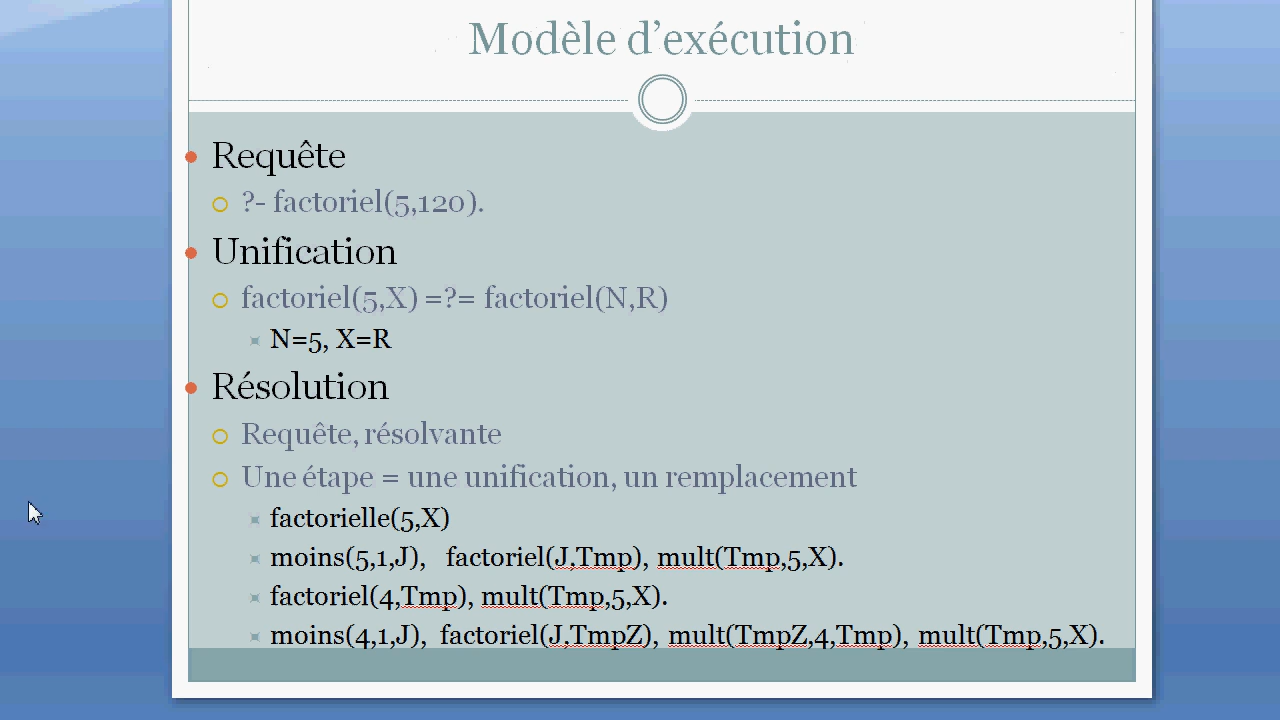 Modèle d’exécution
Requête
?- factoriel(5,120).
Unification
factoriel(5,X) =?= factoriel(N,R)
N=5, X=R
Résolution
Requête, résolvante
Une étape = une unification, un remplacement
factorielle(5,X)
moins(5,1,J), factoriel(J,Tmp), mult(Tmp,5,X).
factoriel(4,Tmp), mult(Tmp,5,X).
moins(4,1,J), factoriel(J,TmpZ), mult(TmpZ,4,Tmp), mult(Tmp,5,X).